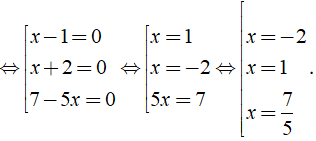 ⇔ [ x − 1 = 0
x + 2 = 0
7 − 5x = 0
⇔ [ x = 1
x = −2
5x = 7
⇔ [ x = −2
x = 1
x = 7/5 .